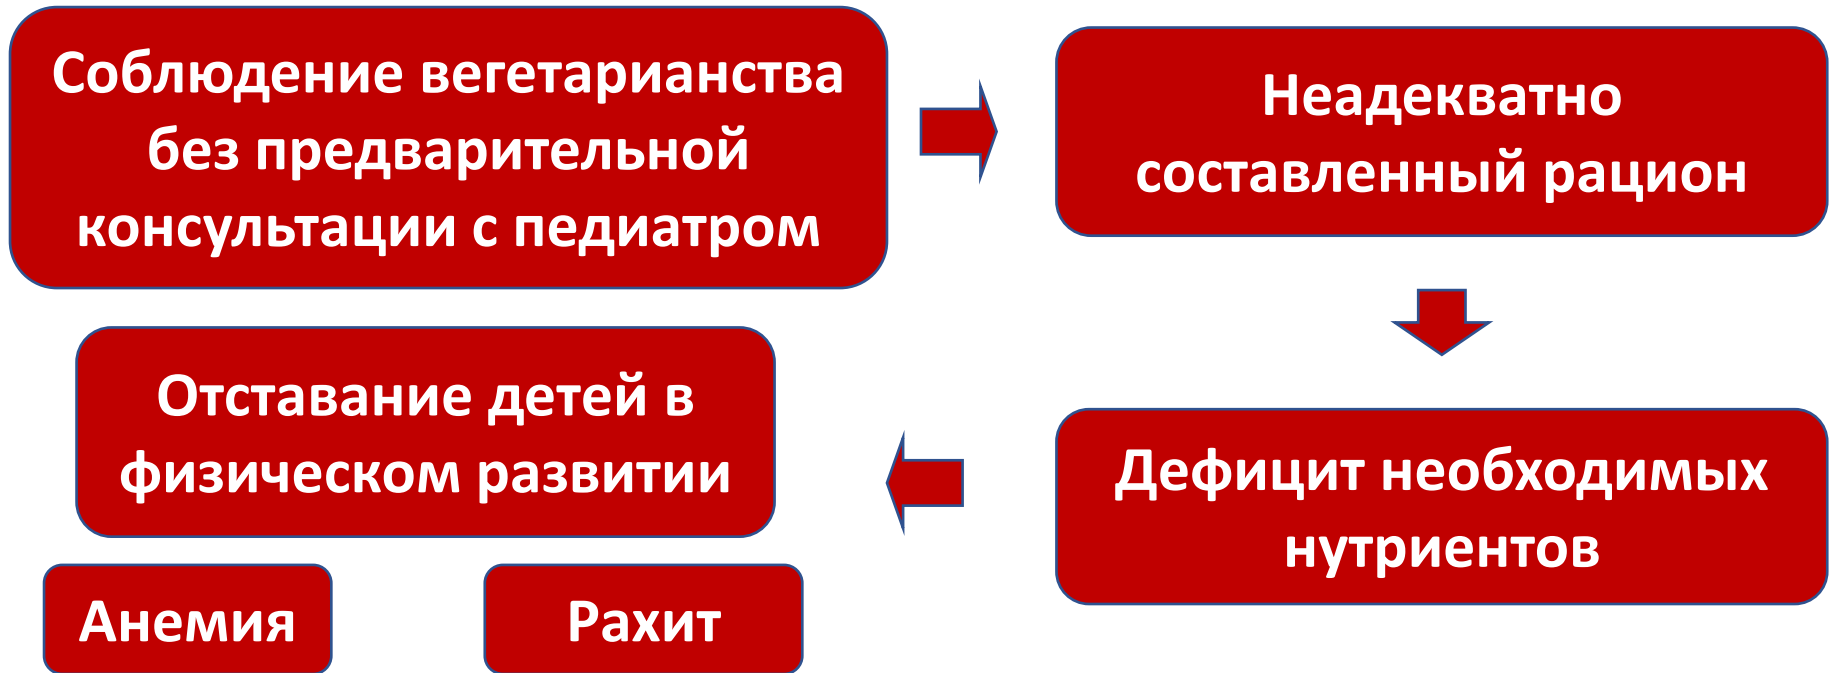 Соблюдение вегетарианства
без предварительной
консультации с педиатром
Неадекватно
составленный рацион
Дефицит необходимых
нутриентов
Отставание детей в
физическом развитии
Анемия
Рахит